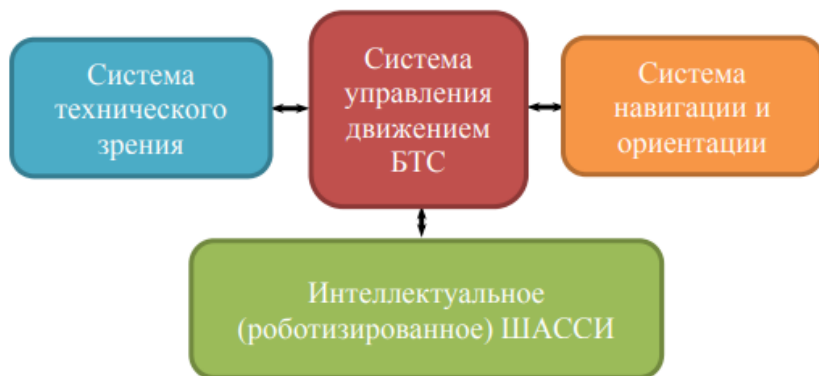 Система
технического
зрения
Система
управления
движением
БТС
Система
навигации и
ориентации
Интеллектуальное
(роботизированное) ШАССИ